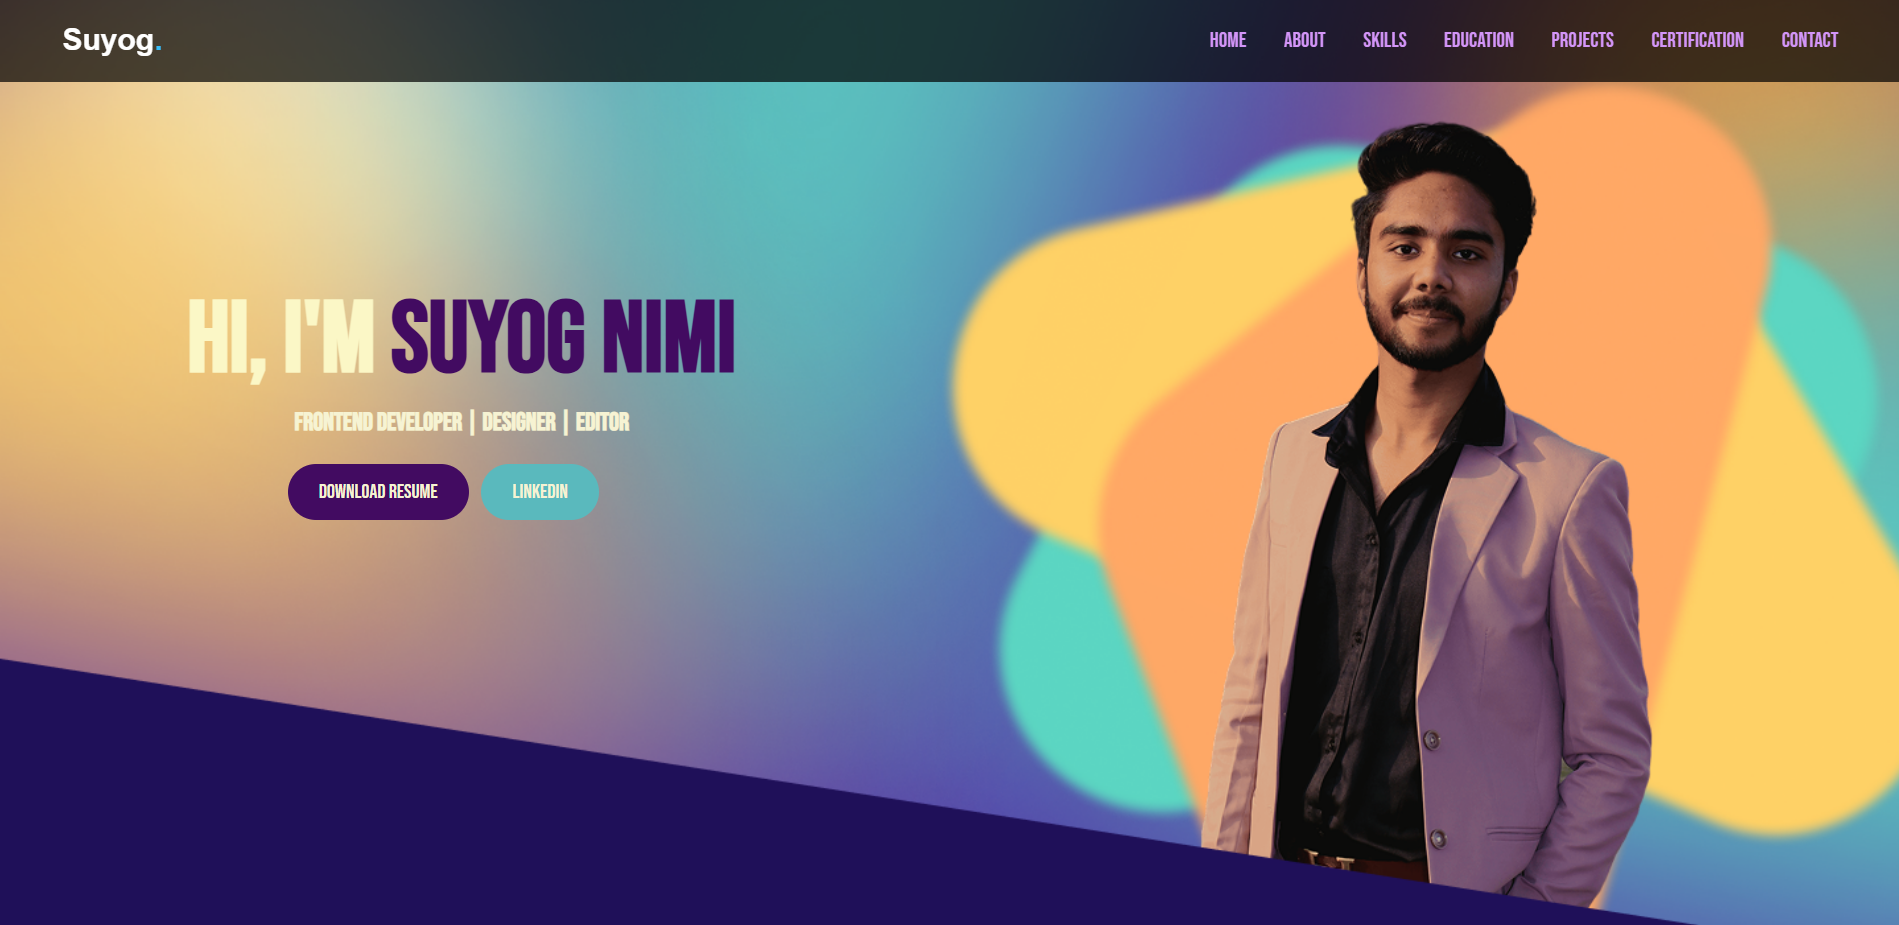 Suyog.
HOME ABOUT SKILLS EDUCATION PROJECTS CERTIFICATION CONTACT
HI, I'M SUYOG NIMI
FRONTEND DEVELOPER | DESIGNER | EDITOR
DOWNLOAD RESUME LINKEDIN